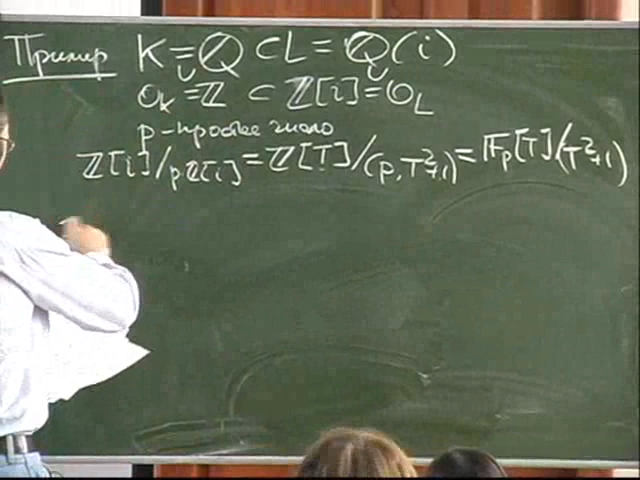 Пример K = ℚ ⊂ L = ℚ(i)
∪ ∪
O_K = ℤ ⊂ ℤ[i] = O_L
p - простое число
ℤ[i]/pℤ[i] = ℤ[T]/(p, T²+1) = 𝔽_p[T]/(T²+1)